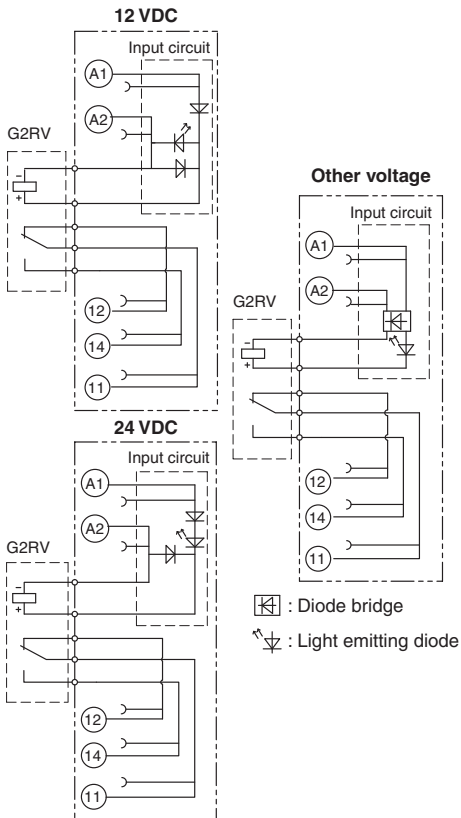 12 VDC
Input circuit
A1
A2
G2RV
–
+
12
14
11
Other voltage
Input circuit
A1
A2
G2RV
–
+
12
14
11
24 VDC
Input circuit
A1
A2
G2RV
–
+
12
14
11
: Diode bridge
: Light emitting diode